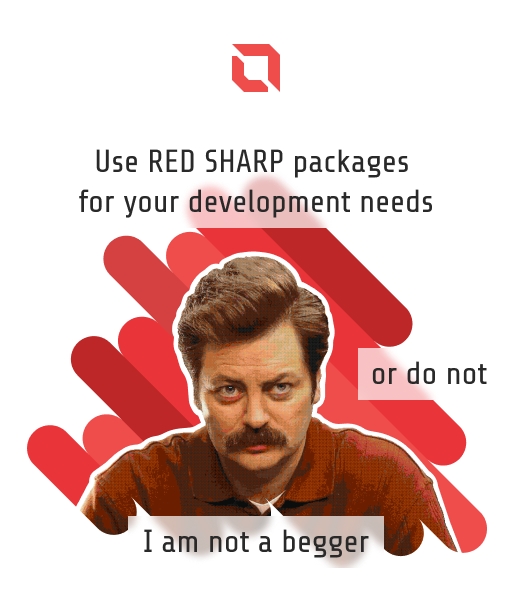 Use RED SHARP packages
for your development needs
or do not
I am not a begger